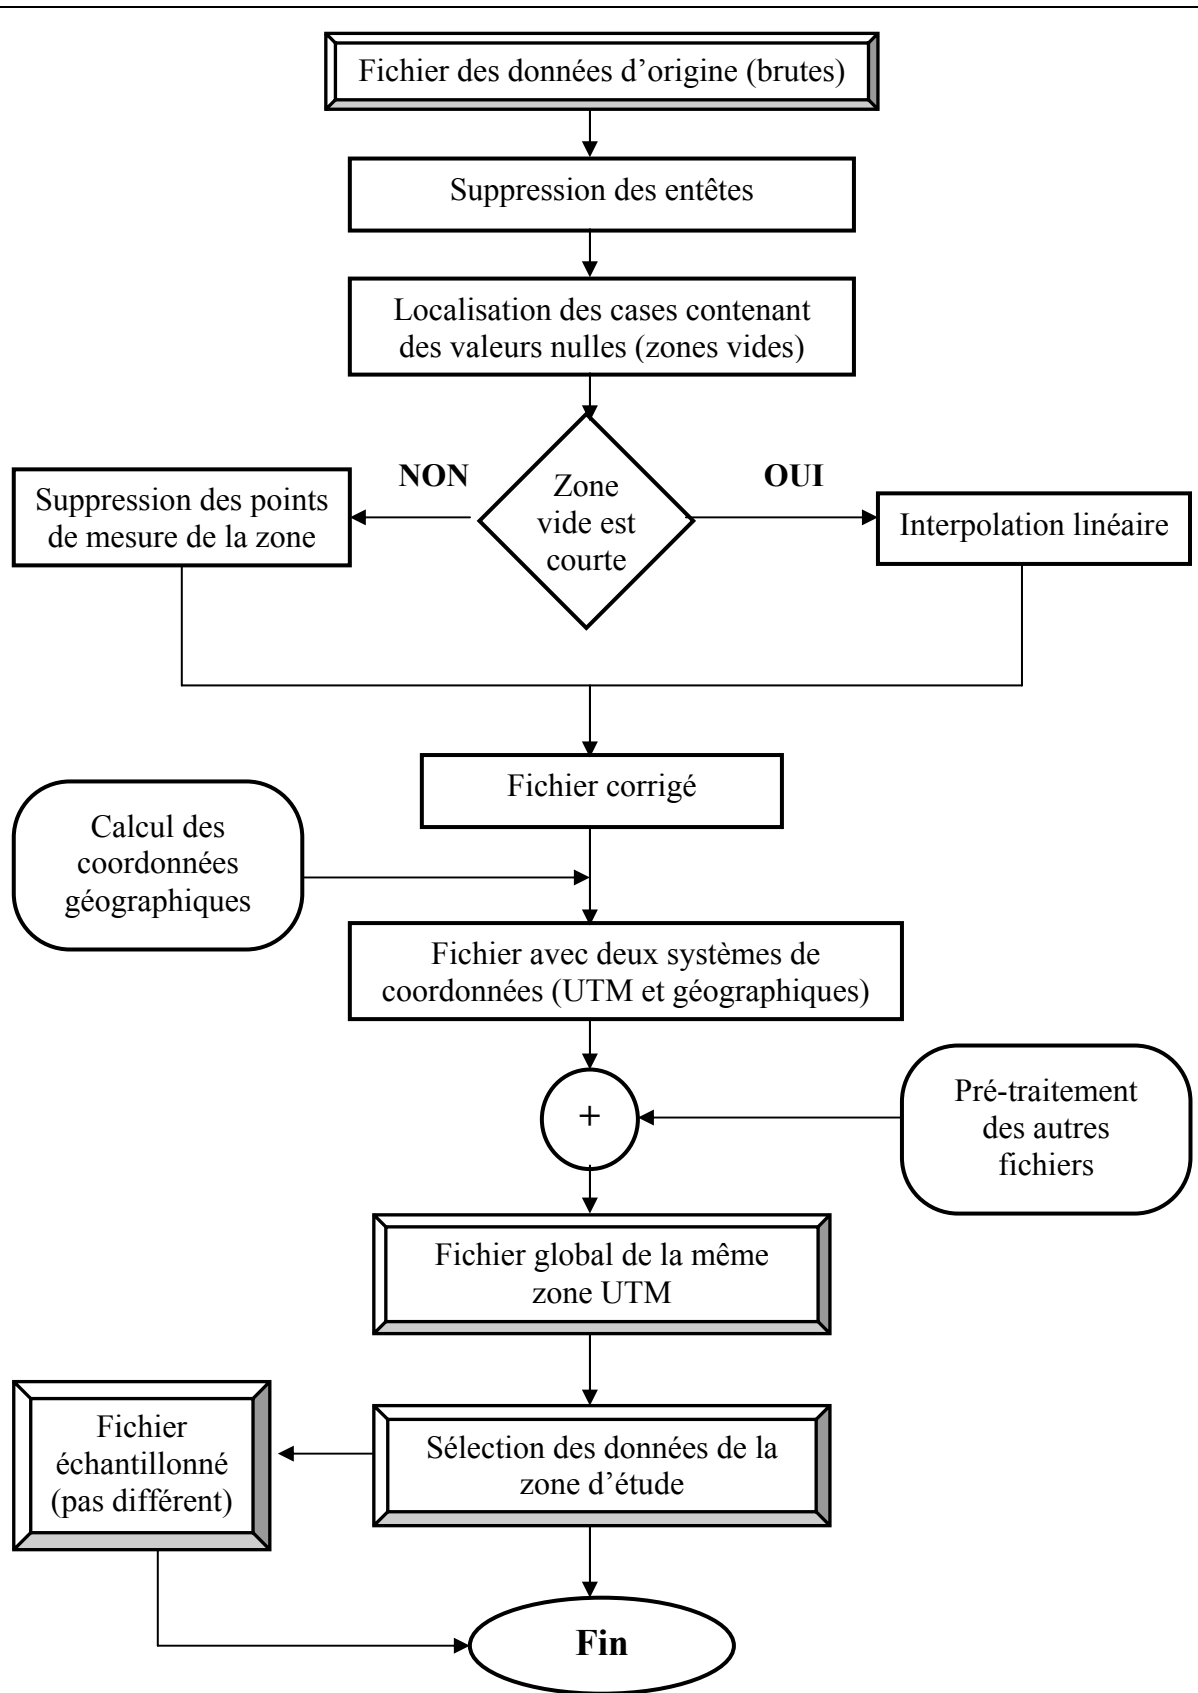 Fichier des données d’origine (brutes)
Suppression des entêtes
Localisation des cases contenant
des valeurs nulles (zones vides)
NON
OUI
Suppression des points
de mesure de la zone
Zone
vide est
courte
Interpolation linéaire
Fichier corrigé
Calcul des
coordonnées
géographiques
Fichier avec deux systèmes de
coordonnées (UTM et géographiques)
+
Pré-traitement
des autres
fichiers
Fichier global de la même
zone UTM
Fichier
échantillonné
(pas différent)
Sélection des données de la
zone d’étude
Fin